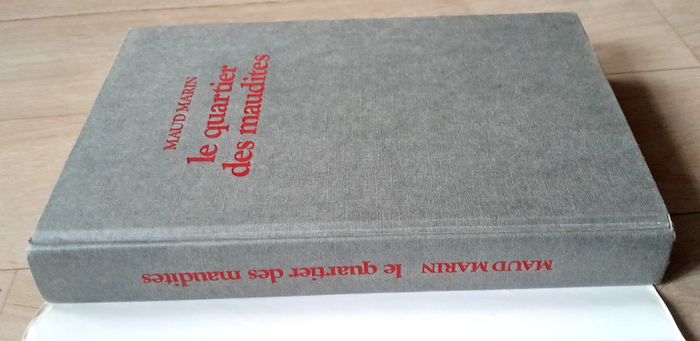 MAUD MARIN
le quartier
des maudites
MAUD MARIN le quartier des maudites